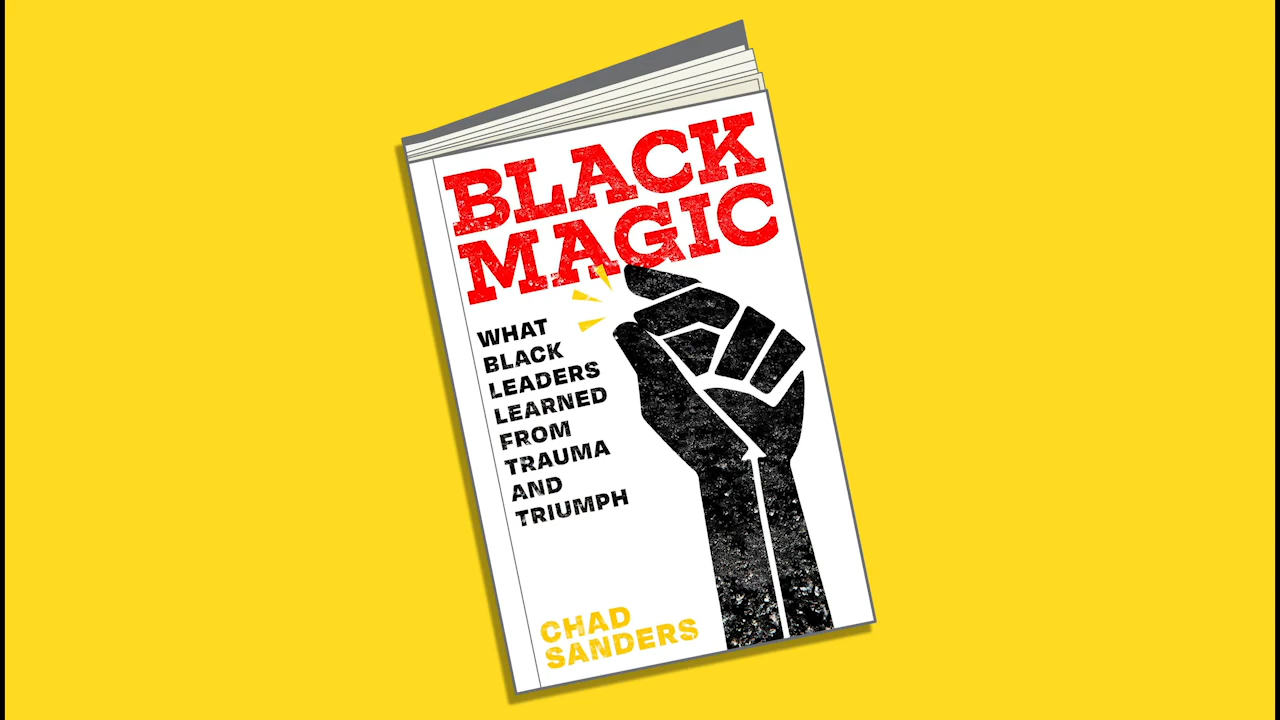 BLACK
MAGIC
WHAT
BLACK
LEADERS
LEARNED
FROM
TRAUMA
AND
TRIUMPH
CHAD
SANDERS